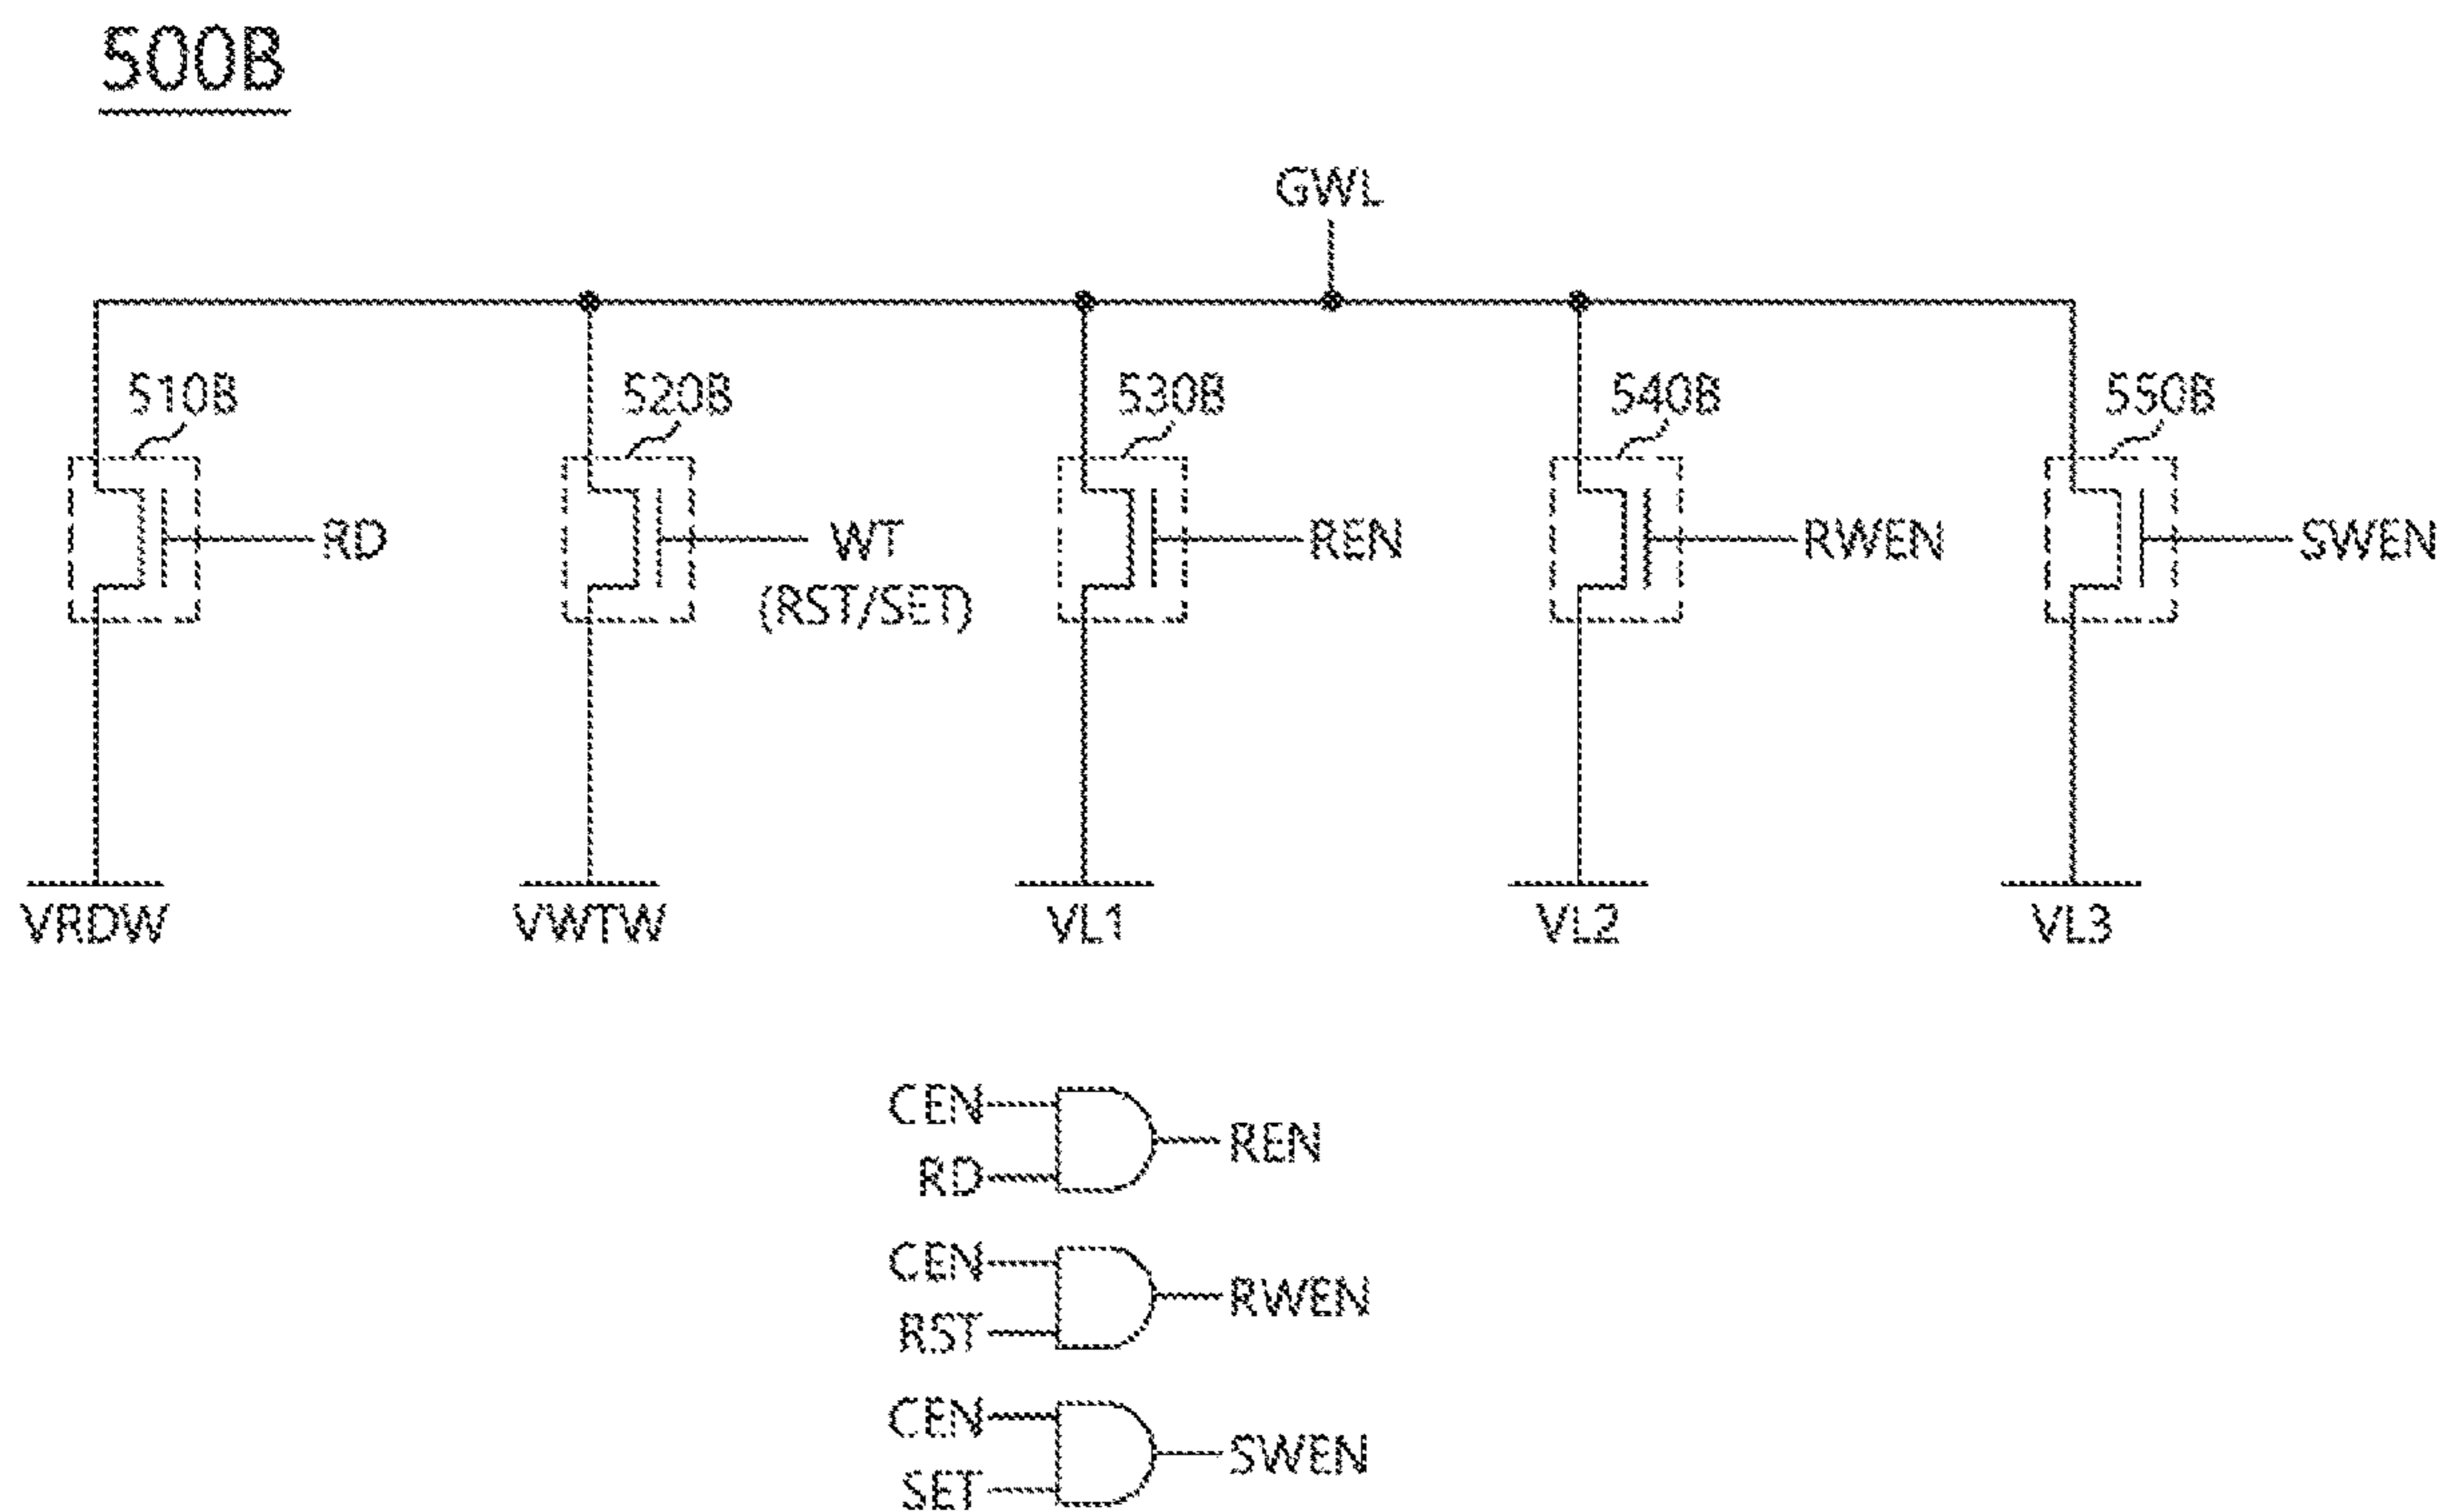 500B
GWL
510B 520B 530B 540B 550B
RD WT REN RWEN SWEN
(RST/SET)
VRDW VWTW VL1 VL2 VL3
CEN
REN
RD
CEN
RWEN
RST
CEN
SWEN
SET